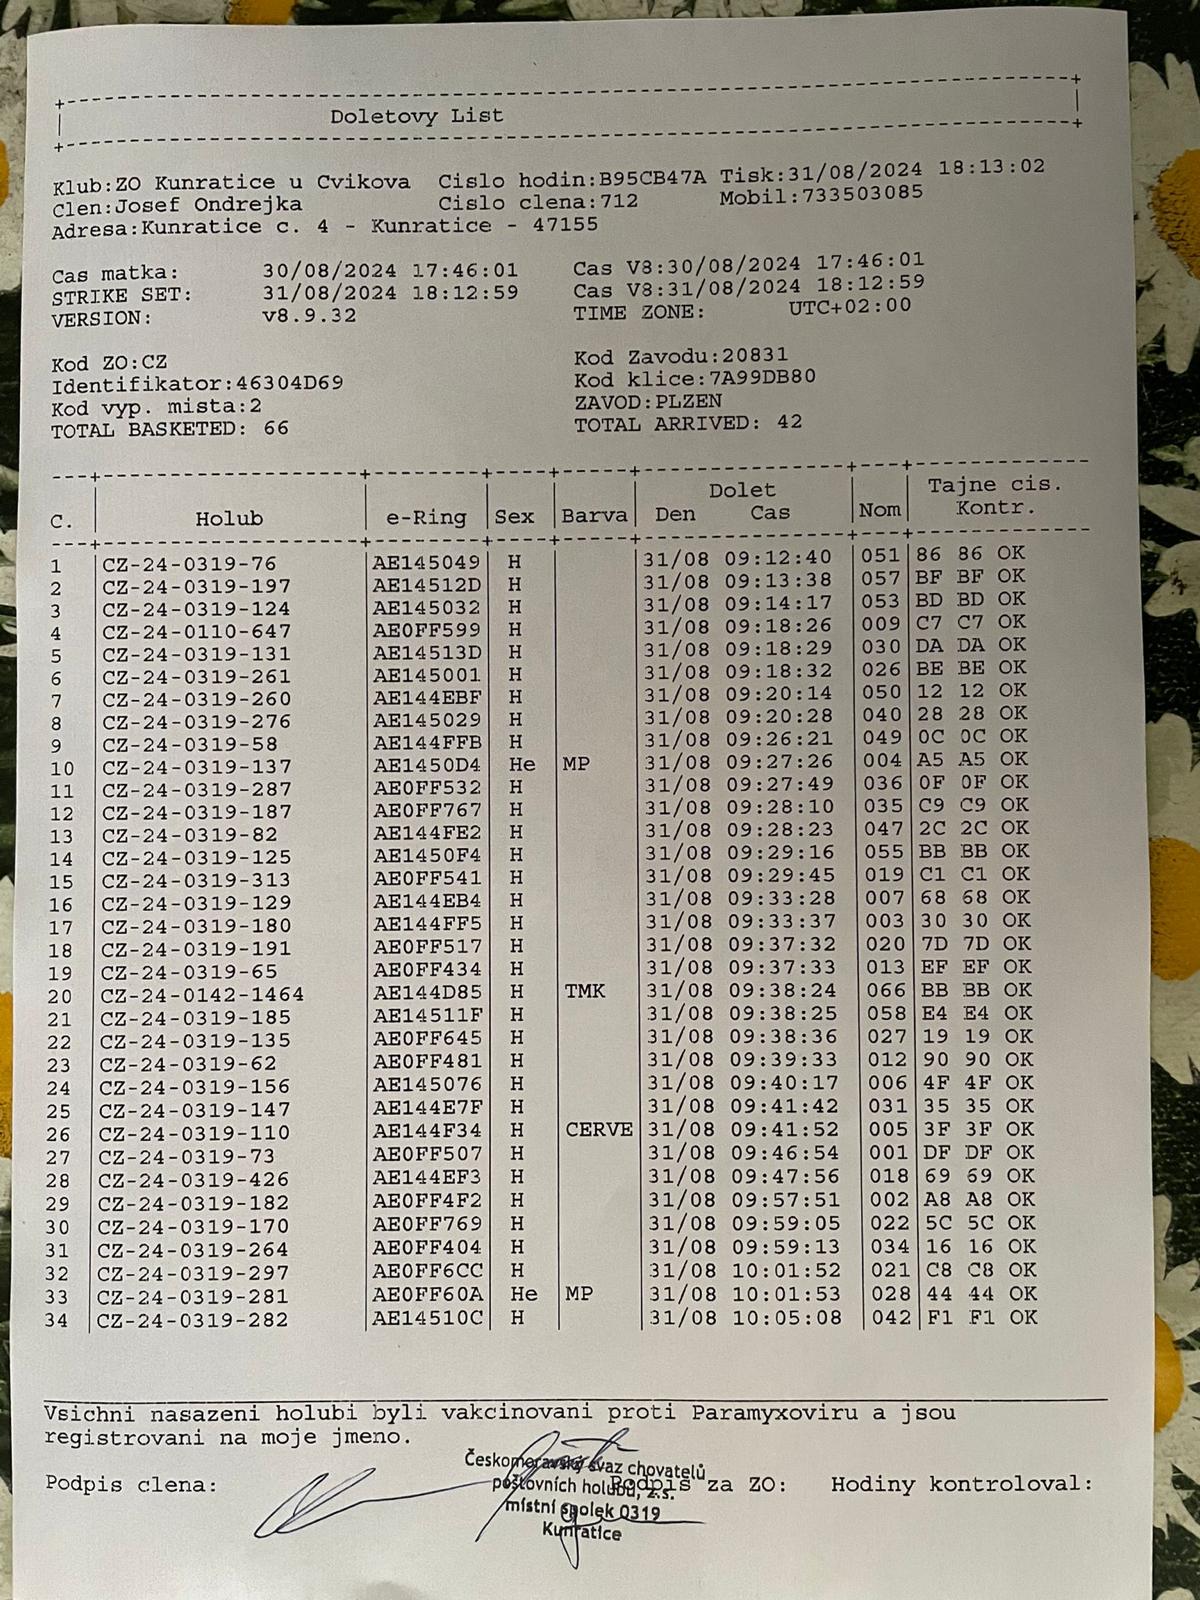 Doletovy List
Klub:ZO Kunratice u Cvikova Cislo hodin:B95CB47A Tisk:31/08/2024 18:13:02
Clen:Josef Ondrejka Cislo clena:712 Mobil:733503085
Adresa:Kunratice c. 4 - Kunratice - 47155
Cas matka: 30/08/2024 17:46:01 Cas V8:30/08/2024 17:46:01
STRIKE SET: 31/08/2024 18:12:59 Cas V8:31/08/2024 18:12:59
VERSION: v8.9.32 TIME ZONE: UTC+02:00
Kod ZO:CZ Kod Zavodu:20831
Identifikator:46304D69 Kod klice:7A99DB80
Kod vyp. mista:2 ZAVOD:PLZEN
TOTAL BASKETED: 66 TOTAL ARRIVED: 42
Dolet Tajne cis.
C. Holub e-Ring Sex Barva Den Cas Nom Kontr.
1 CZ-24-0319-76 AE145049 H 31/08 09:12:40 051 86 86 OK
2 CZ-24-0319-197 AE14512D H 31/08 09:13:38 057 BF BF OK
3 CZ-24-0319-124 AE145032 H 31/08 09:14:17 053 BD BD OK
4 CZ-24-0110-647 AE0FF599 H 31/08 09:18:26 009 C7 C7 OK
5 CZ-24-0319-131 AE14513D H 31/08 09:18:29 030 DA DA OK
6 CZ-24-0319-261 AE145001 H 31/08 09:18:32 026 BE BE OK
7 CZ-24-0319-260 AE144EBF H 31/08 09:20:14 050 12 12 OK
8 CZ-24-0319-276 AE145029 H 31/08 09:20:28 040 28 28 OK
9 CZ-24-0319-58 AE144FFB H 31/08 09:26:21 049 0C 0C OK
10 CZ-24-0319-137 AE1450D4 He MP 31/08 09:27:26 004 A5 A5 OK
11 CZ-24-0319-287 AE0FF532 H 31/08 09:27:49 036 0F 0F OK
12 CZ-24-0319-187 AE0FF767 H 31/08 09:28:10 035 C9 C9 OK
13 CZ-24-0319-82 AE144FE2 H 31/08 09:28:23 047 2C 2C OK
14 CZ-24-0319-125 AE1450F4 H 31/08 09:29:16 055 BB BB OK
15 CZ-24-0319-313 AE0FF541 H 31/08 09:29:45 019 C1 C1 OK
16 CZ-24-0319-129 AE144EB4 H 31/08 09:33:28 007 68 68 OK
17 CZ-24-0319-180 AE144FF5 H 31/08 09:33:37 003 30 30 OK
18 CZ-24-0319-191 AE0FF517 H 31/08 09:37:32 020 7D 7D OK
19 CZ-24-0319-65 AE0FF434 H 31/08 09:37:33 013 EF EF OK
20 CZ-24-0142-1464 AE144D85 H TMK 31/08 09:38:24 066 BB BB OK
21 CZ-24-0319-185 AE14511F H 31/08 09:38:25 058 E4 E4 OK
22 CZ-24-0319-135 AE0FF645 H 31/08 09:38:36 027 19 19 OK
23 CZ-24-0319-62 AE0FF481 H 31/08 09:39:33 012 90 90 OK
24 CZ-24-0319-156 AE145076 H 31/08 09:40:17 006 4F 4F OK
25 CZ-24-0319-147 AE144E7F H 31/08 09:41:42 031 35 35 OK
26 CZ-24-0319-110 AE144F34 H CERVE 31/08 09:41:52 005 3F 3F OK
27 CZ-24-0319-73 AE0FF507 H 31/08 09:46:54 001 DF DF OK
28 CZ-24-0319-426 AE144EF3 H 31/08 09:47:56 018 69 69 OK
29 CZ-24-0319-182 AE0FF4F2 H 31/08 09:57:51 002 A8 A8 OK
30 CZ-24-0319-170 AE0FF769 H 31/08 09:59:05 022 5C 5C OK
31 CZ-24-0319-264 AE0FF404 H 31/08 09:59:13 034 16 16 OK
32 CZ-24-0319-297 AE0FF6CC H 31/08 10:01:52 021 C8 C8 OK
33 CZ-24-0319-281 AE0FF60A He MP 31/08 10:01:53 028 44 44 OK
34 CZ-24-0319-282 AE14510C H 31/08 10:05:08 042 F1 F1 OK
Vsichni nasazeni holubi byli vakcinovani proti Paramyxoviru a jsou
registrovani na moje jmeno.
Podpis clena: Podpis za ZO: Hodiny kontroloval:
Českomoravský svaz chovatelů
poštovních holubů, z.s.
místní spolek 0319
Kunratice